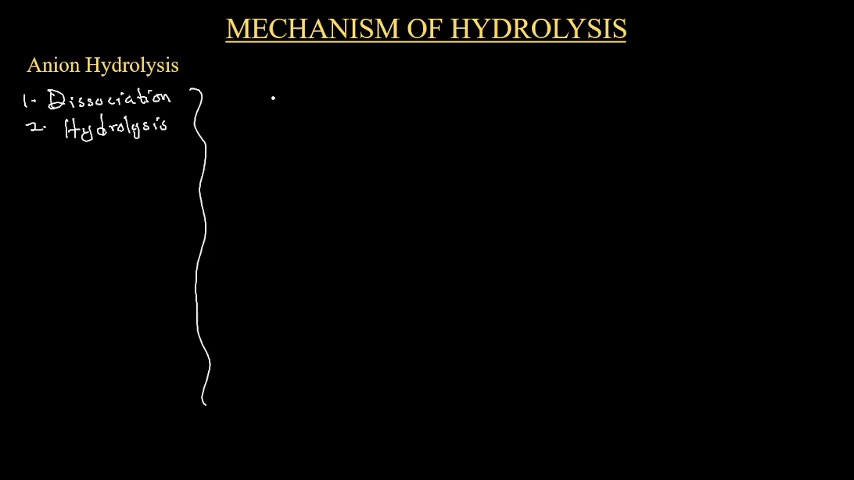 MECHANISM OF HYDROLYSIS
Anion Hydrolysis
1. Dissociation
2. Hydrolysis